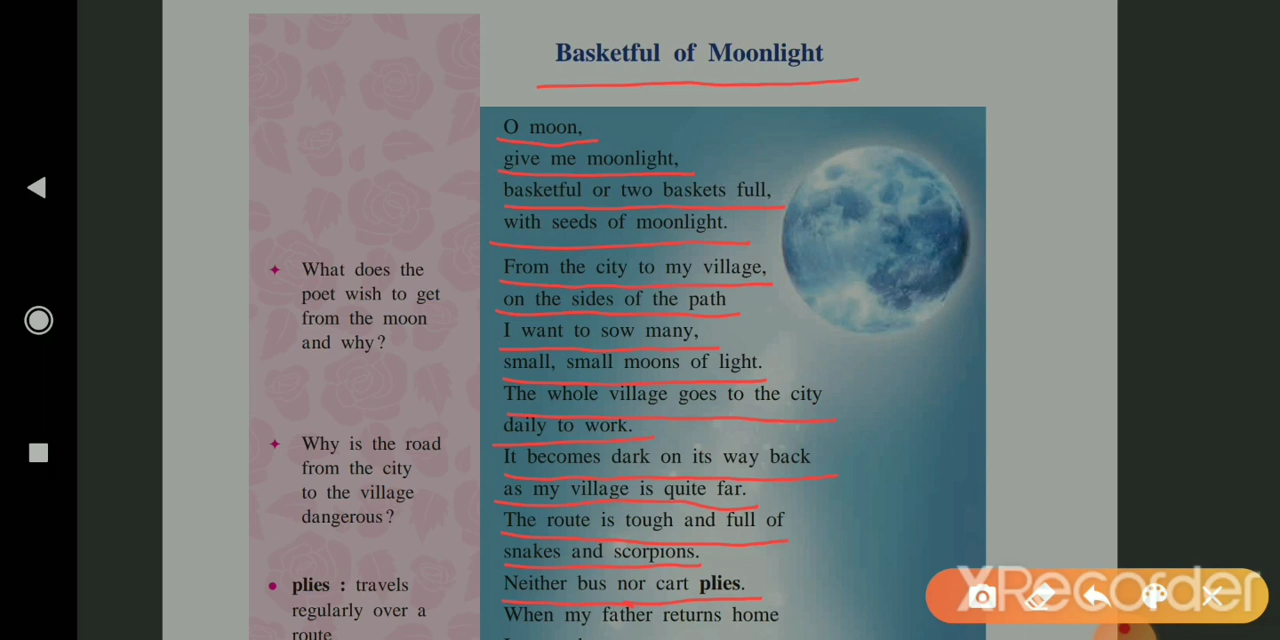 Basketful of Moonlight
O moon,
give me moonlight,
basketful or two baskets full,
with seeds of moonlight.
From the city to my village,
on the sides of the path
I want to sow many,
small, small moons of light.
The whole village goes to the city
daily to work.
It becomes dark on its way back
as my village is quite far.
The route is tough and full of
snakes and scorpions.
Neither bus nor cart plies.
When my father returns home
What does the
poet wish to get
from the moon
and why?
Why is the road
from the city
to the village
dangerous?
plies : travels
regularly over a
route
XRecorder